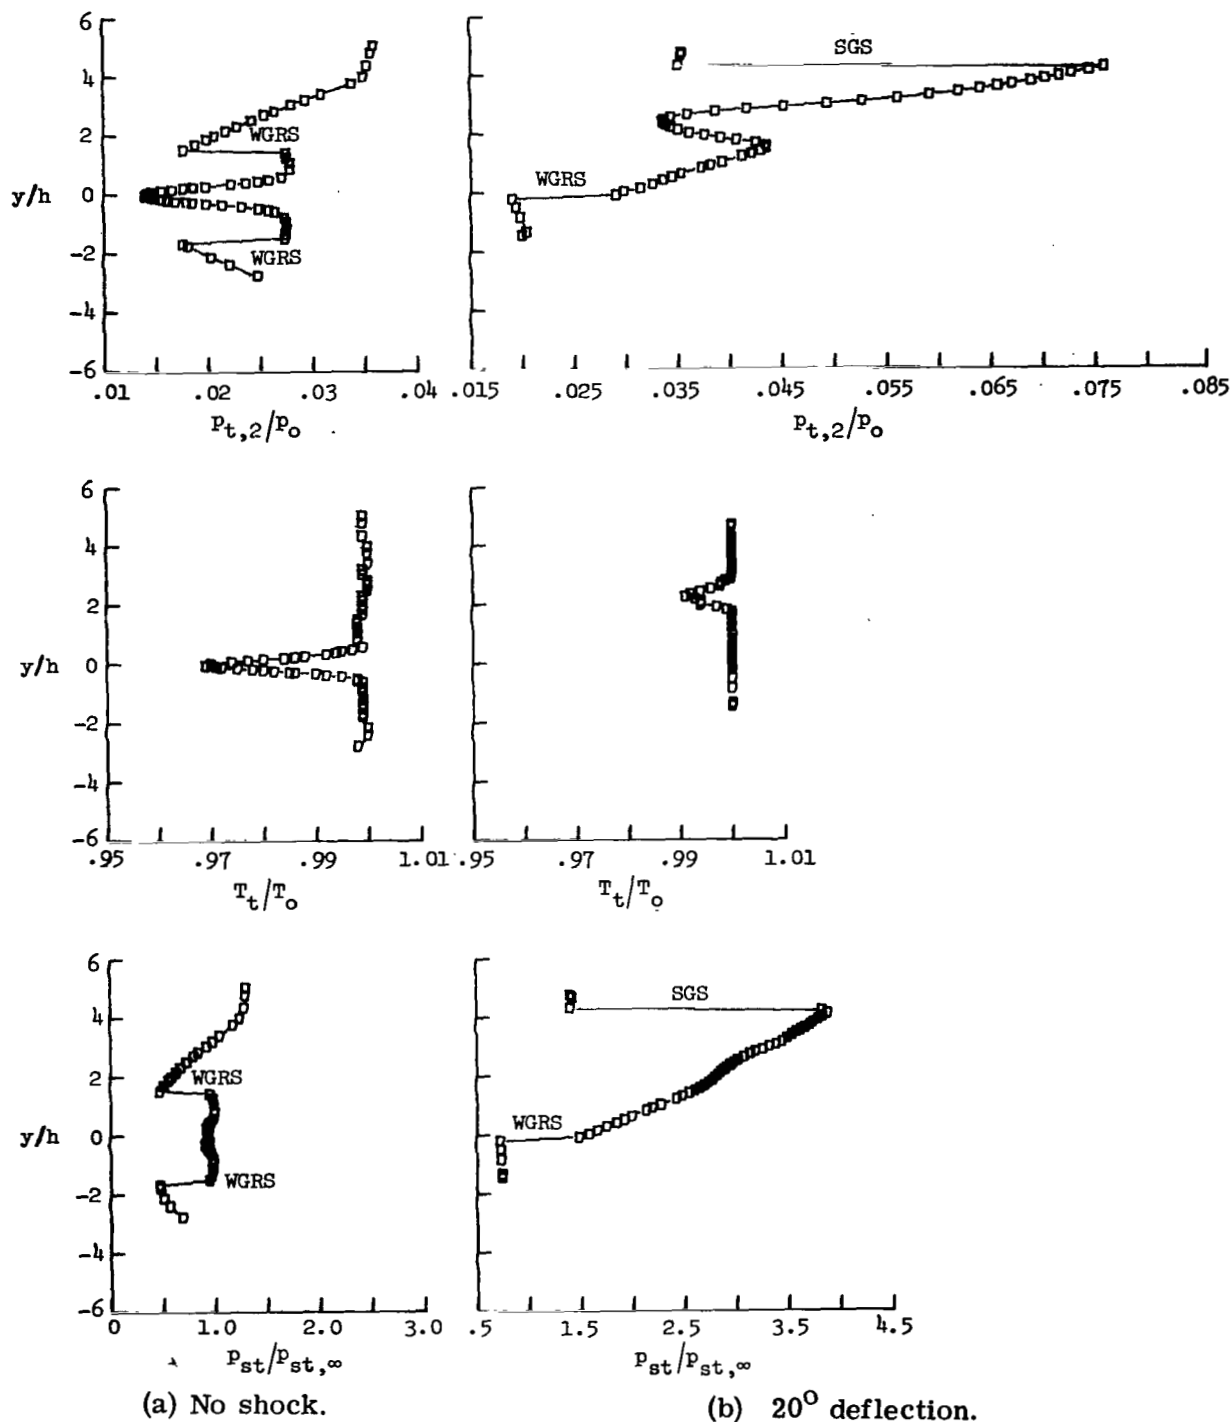 6
4
2
y/h 0
-2
-4
-6
WGRS
WGRS
.01 .02 .03 .04
p_t,2/p_o
SGS
WGRS
.015 .025 .035 .045 .055 .065 .075 .085
p_t,2/p_o
6
4
2
y/h 0
-2
-4
-6
.95 .97 .99 1.01
T_t/T_o
.95 .97 .99 1.01
T_t/T_o
6
4
2
y/h 0
-2
-4
-6
WGRS
WGRS
0 1.0 2.0 3.0
p_st/p_st,∞
SGS
WGRS
.5 1.5 2.5 3.5 4.5
p_st/p_st,∞
(a) No shock.
(b) 20° deflection.